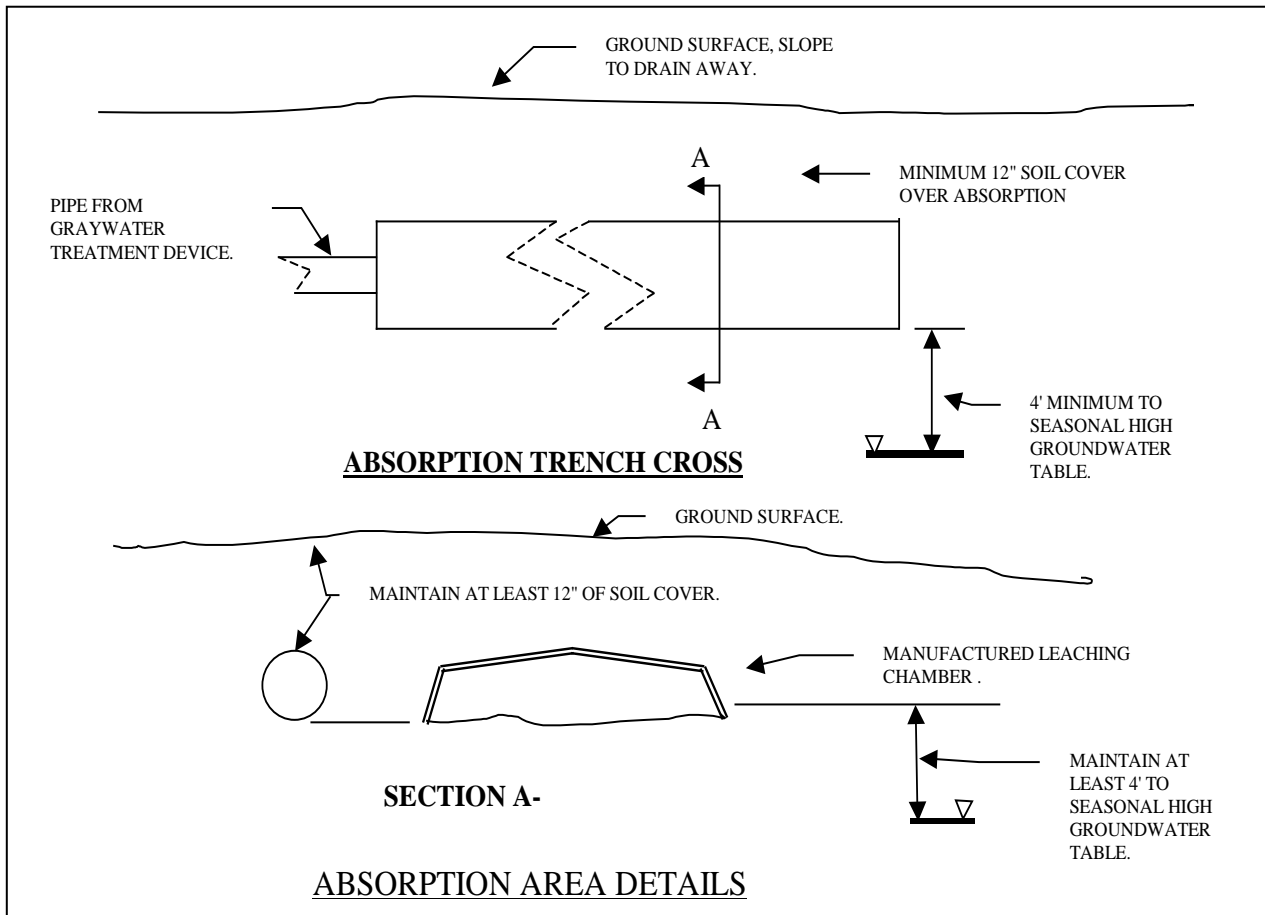 GROUND SURFACE, SLOPE
TO DRAIN AWAY.
A
MINIMUM 12" SOIL COVER
OVER ABSORPTION
PIPE FROM
GRAYWATER
TREATMENT DEVICE.
A
4' MINIMUM TO
SEASONAL HIGH
GROUNDWATER
TABLE.
ABSORPTION TRENCH CROSS
GROUND SURFACE.
MAINTAIN AT LEAST 12" OF SOIL COVER.
MANUFACTURED LEACHING
CHAMBER .
MAINTAIN AT
LEAST 4' TO
SEASONAL HIGH
GROUNDWATER
TABLE.
SECTION A-
ABSORPTION AREA DETAILS